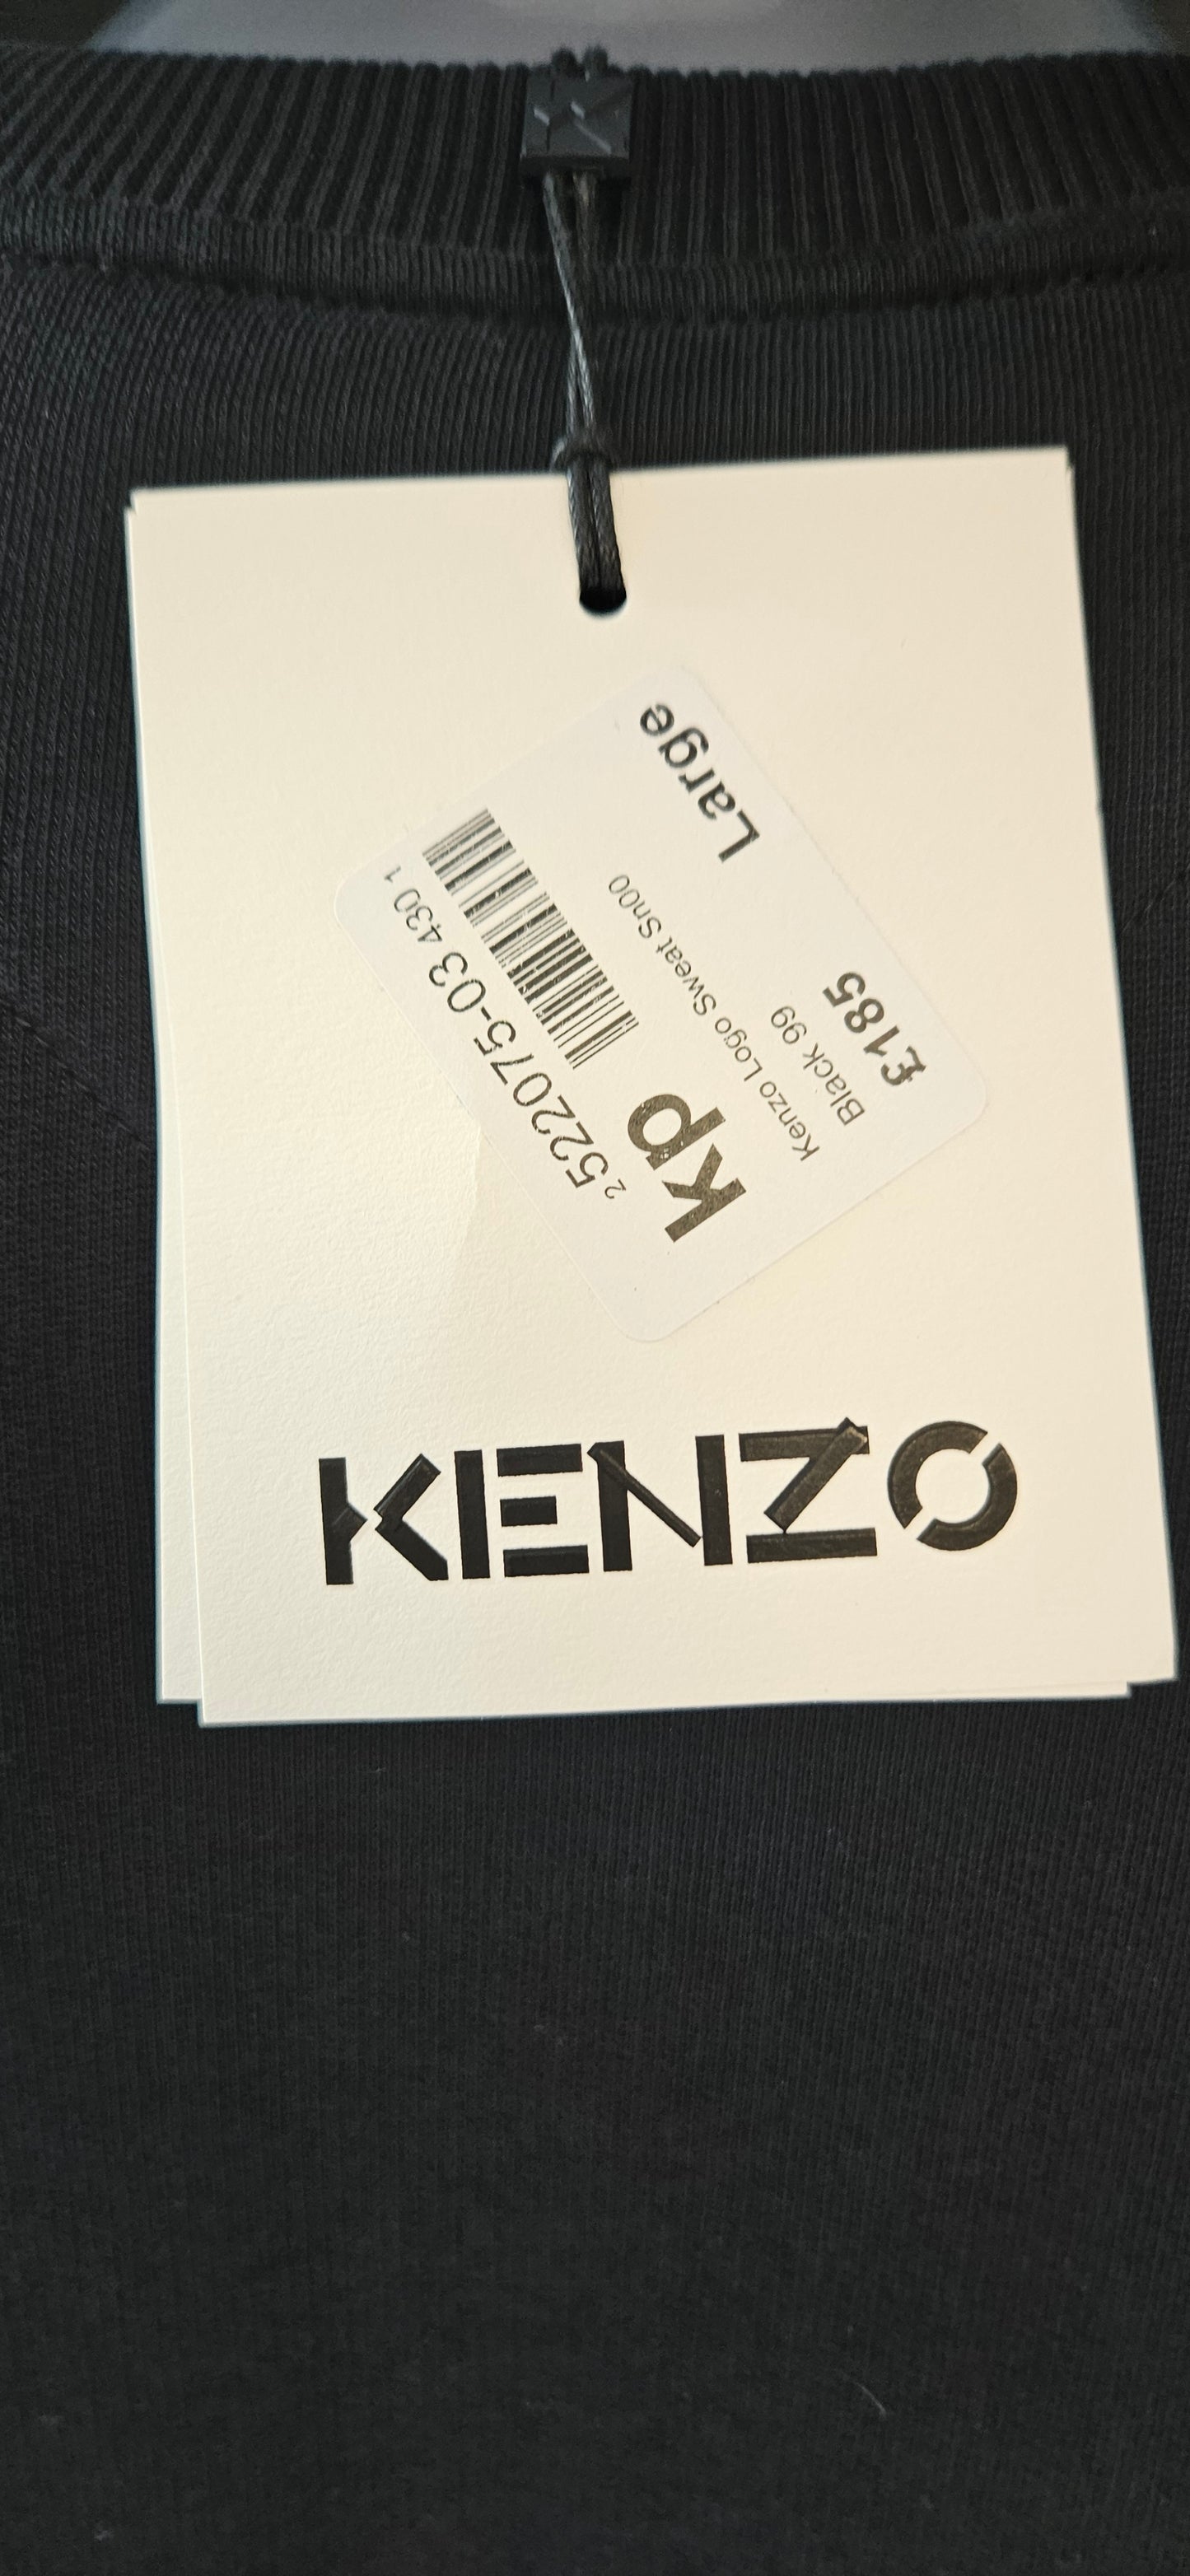 2 522075-03 430 1
kp
Large
Kenzo Logo Sweat Sn00
Black 99
£185
KENZO